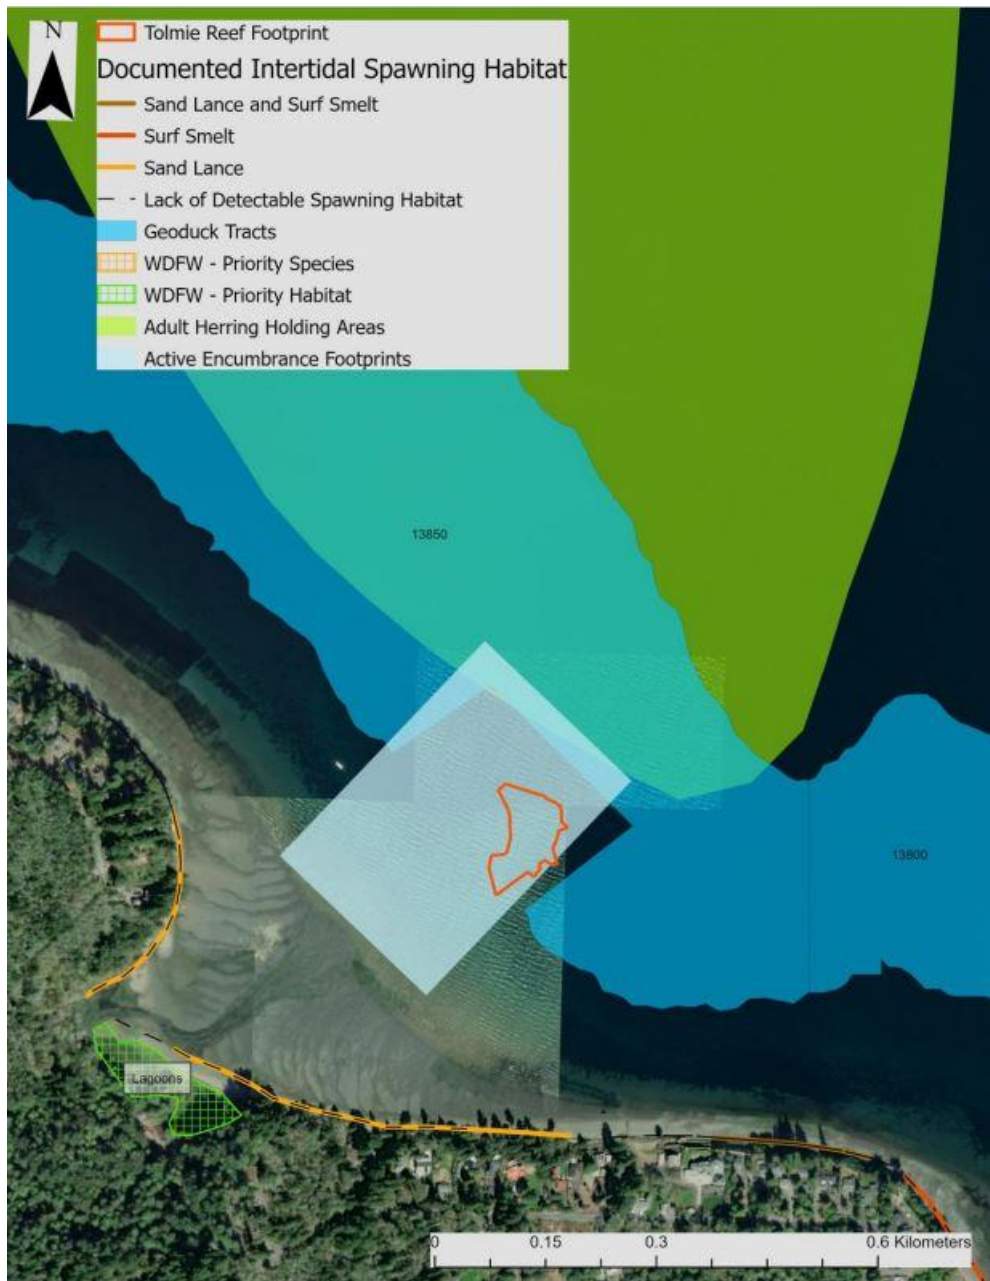 N
Tolmie Reef Footprint
Documented Intertidal Spawning Habitat
Sand Lance and Surf Smelt
Surf Smelt
Sand Lance
Lack of Detectable Spawning Habitat
Geoduck Tracts
WDFW - Priority Species
WDFW - Priority Habitat
Adult Herring Holding Areas
Active Encumbrance Footprints
13850
13800
Lagoons
0 0.15 0.3 0.6 Kilometers